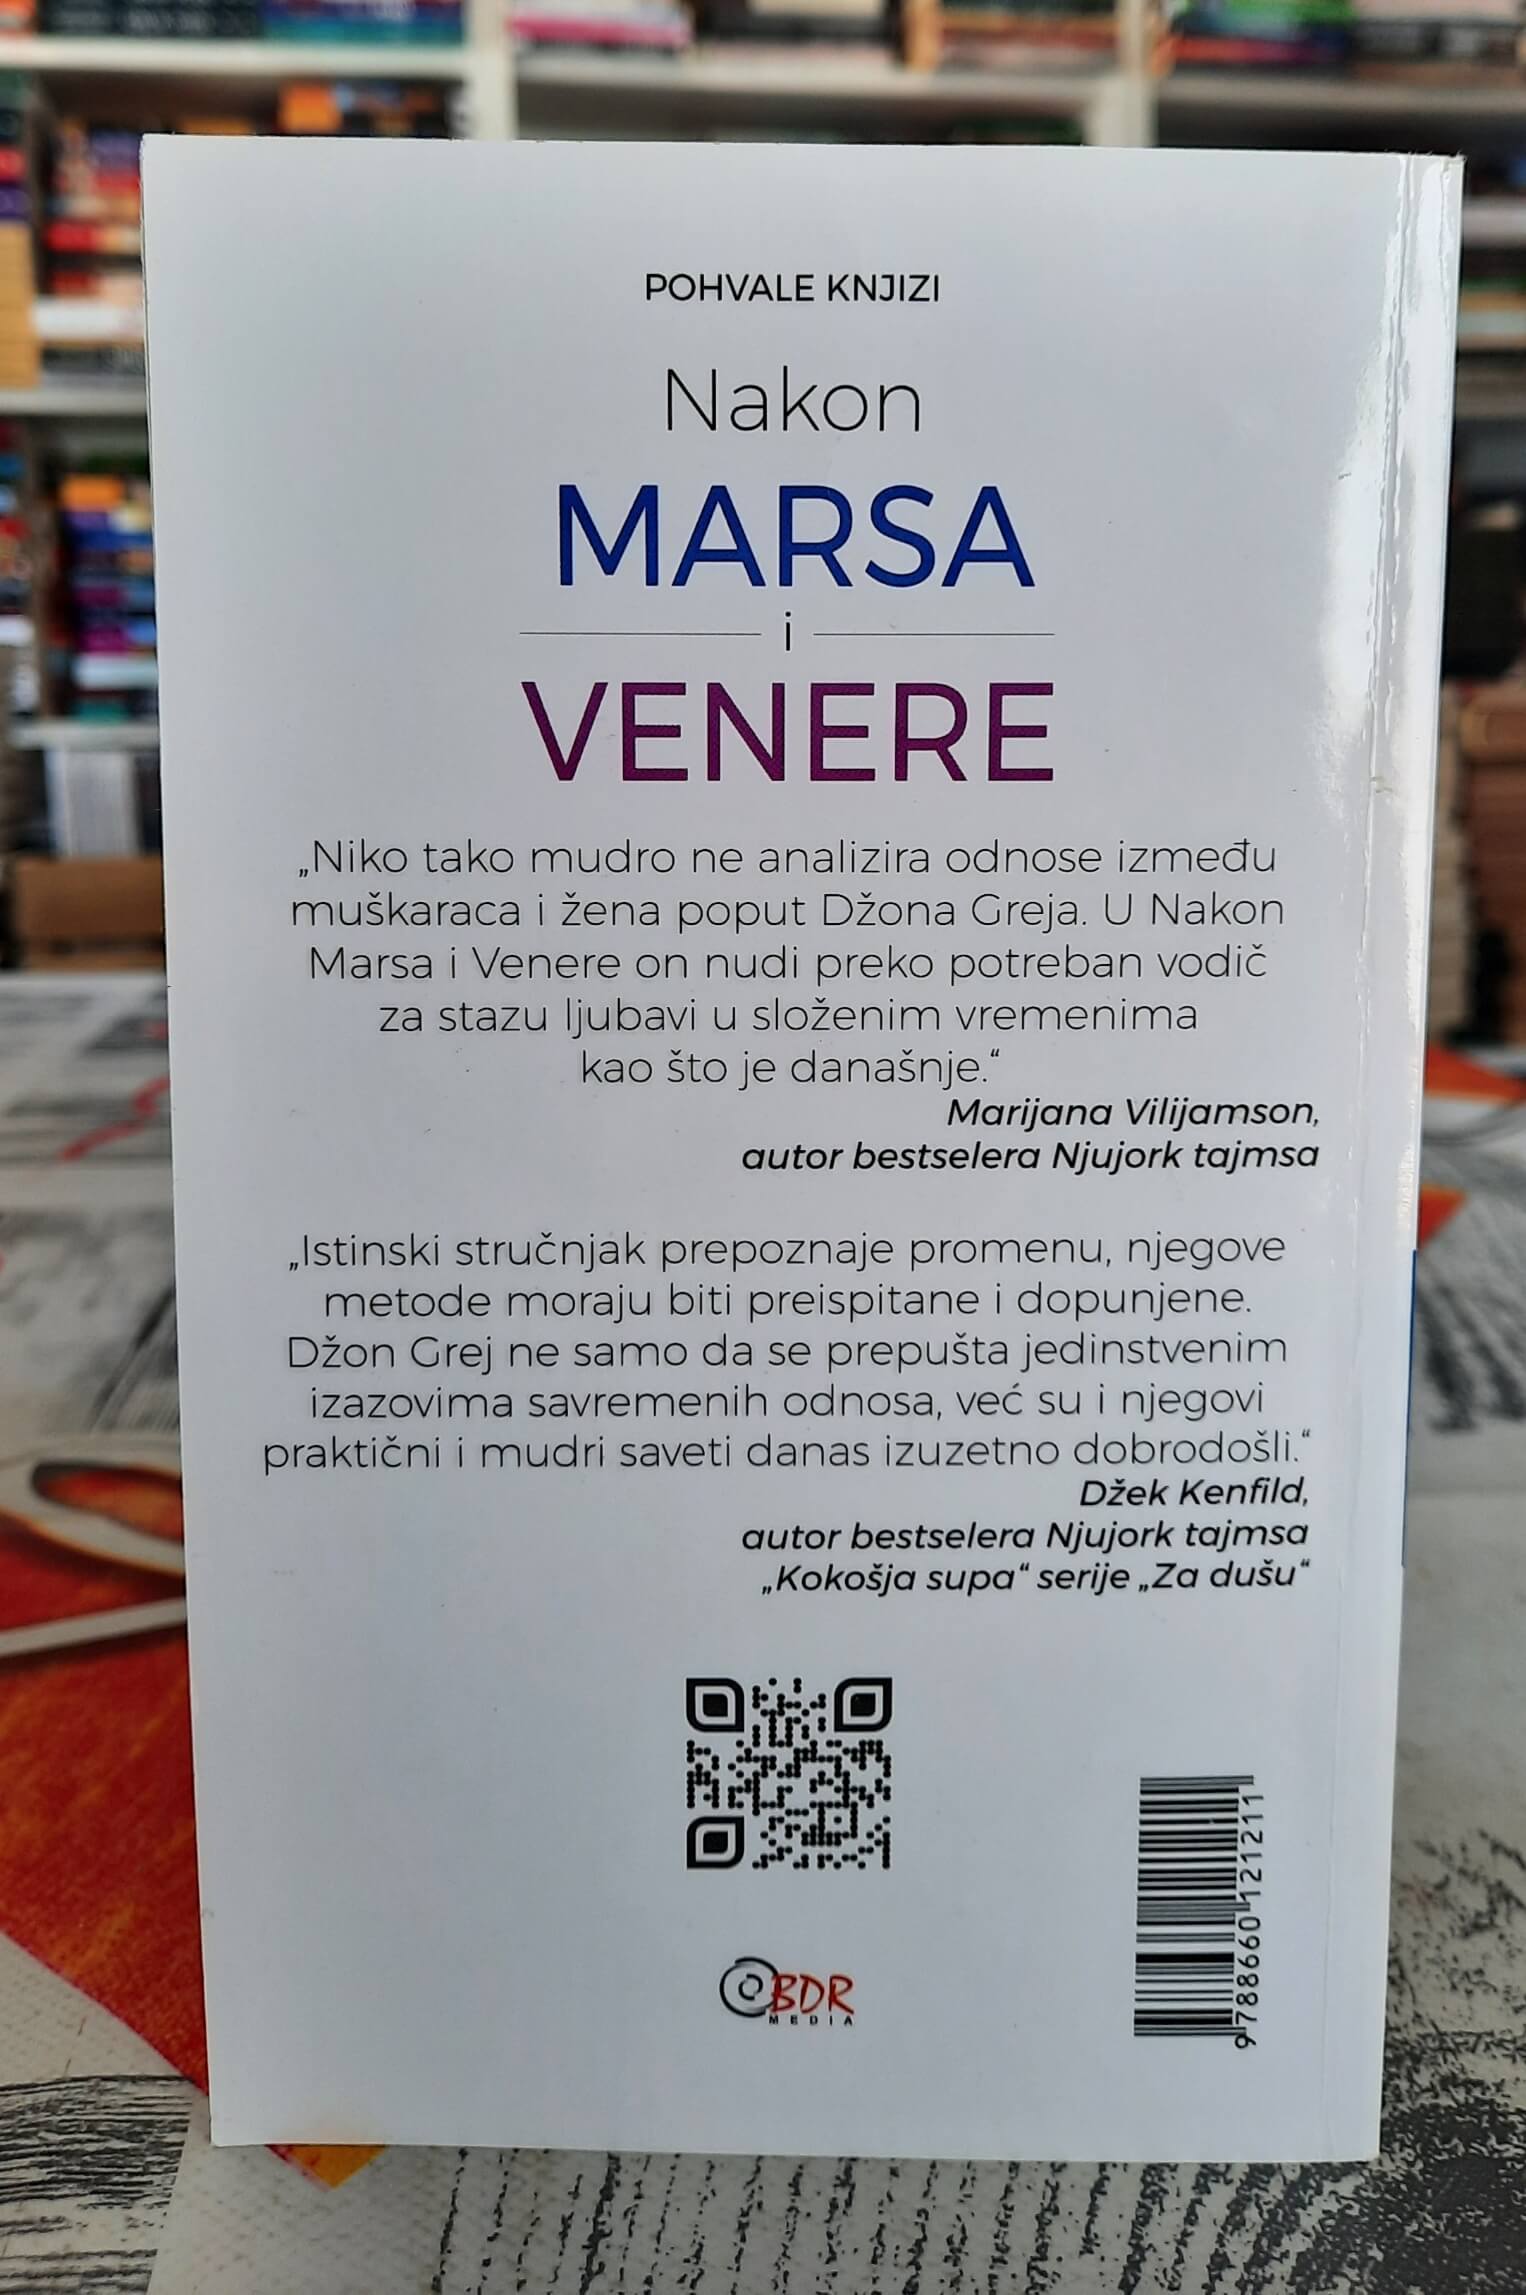 POHVALE KNJIZI
Nakon
MARSA
i
VENERE
„Niko tako mudro ne analizira odnose između
muškaraca i žena poput Džona Greja. U Nakon
Marsa i Venere on nudi preko potreban vodič
za stazu ljubavi u složenim vremenima
kao što je današnje.“
Marijana Vilijamson,
autor bestselera Njujork tajmsa
„Istinski stručnjak prepoznaje promenu, njegove
metode moraju biti preispitane i dopunjene.
Džon Grej ne samo da se prepušta jedinstvenim
izazovima savremenih odnosa, već su i njegovi
praktični i mudri saveti danas izuzetno dobrodošli.“
Džek Kenfild,
autor bestselera Njujork tajmsa
„Kokošja supa“ serije „Za dušu“
BDR
MEDIA
9788660121211